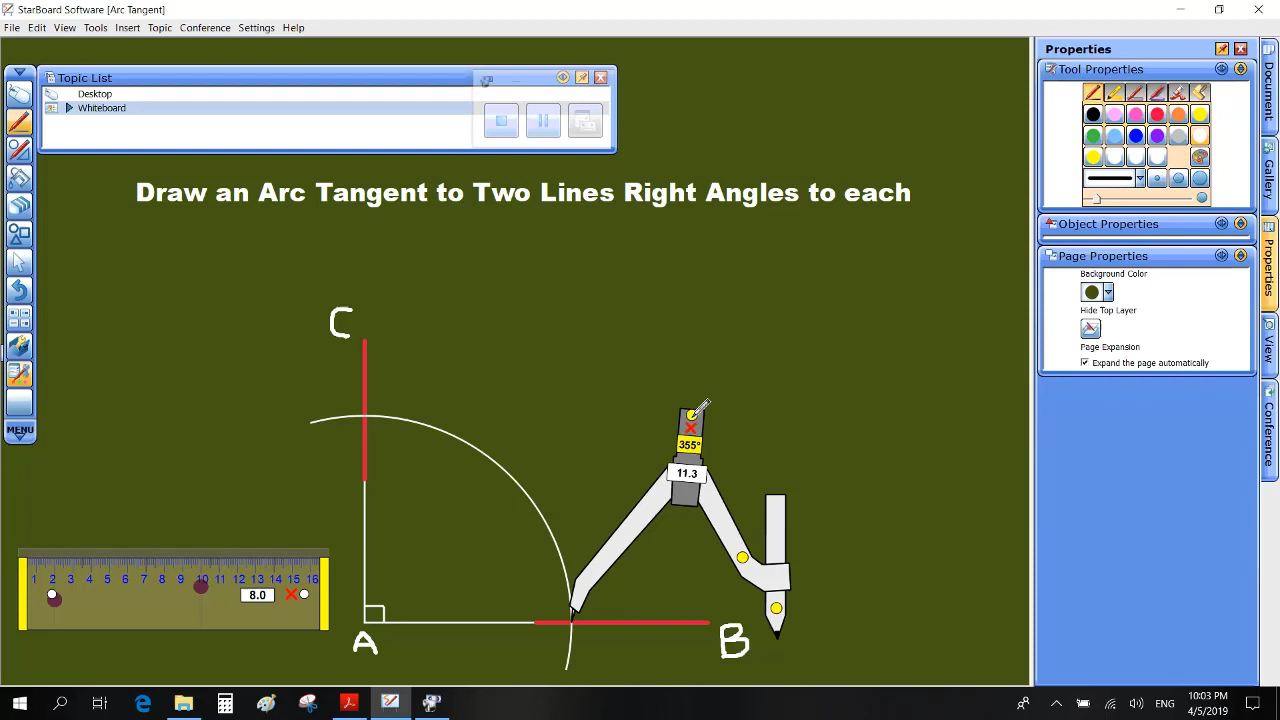 StarBoard Software (Arc Tangent)
File Edit View Tools Insert Topic Conference Settings Help
Topic List
Desktop
Whiteboard
MENU
Draw an Arc Tangent to Two Lines Right Angles to each
C
A
B
355°
11.3
1 2 3 4 5 6 7 8 9 10 11 12 13 14 15 16
8.0
Properties
Tool Properties
Object Properties
Page Properties
Background Color
Hide Top Layer
Page Expansion
Expand the page automatically
Document
Gallery
Properties
View
Conference
ENG
10:03 PM
4/5/2019